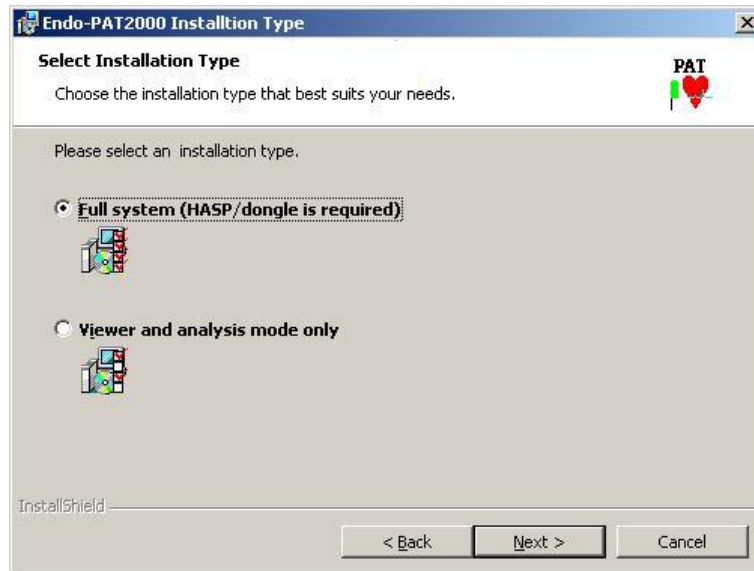 Endo-PAT2000 Installtion Type
Select Installation Type
Choose the installation type that best suits your needs.
PAT
Please select an installation type.
Full system (HASP/dongle is required)
Viewer and analysis mode only
InstallShield
< Back
Next >
Cancel